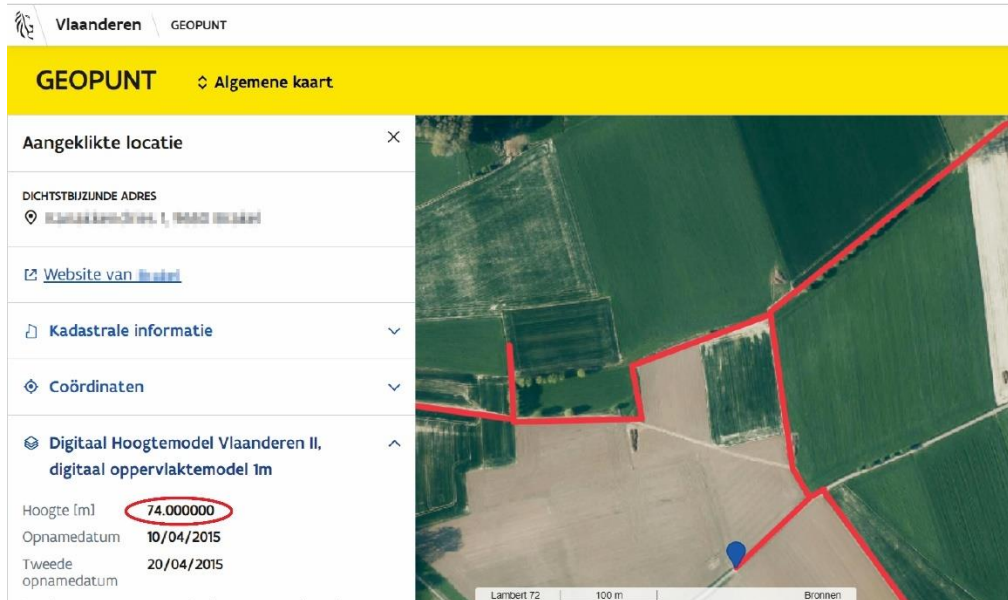 Vlaanderen GEOPUNT
GEOPUNT Algemene kaart
Aangeklikte locatie
DICHTSTBIJZIJNDE ADRES
Website van
Kadastrale informatie
Coördinaten
Digitaal Hoogtemodel Vlaanderen II,
digitaal oppervlaktemodel 1m
Hoogte [m] 74.000000
Opnamedatum 10/04/2015
Tweede 20/04/2015
opnamedatum
Lambert 72 100 m Bronnen